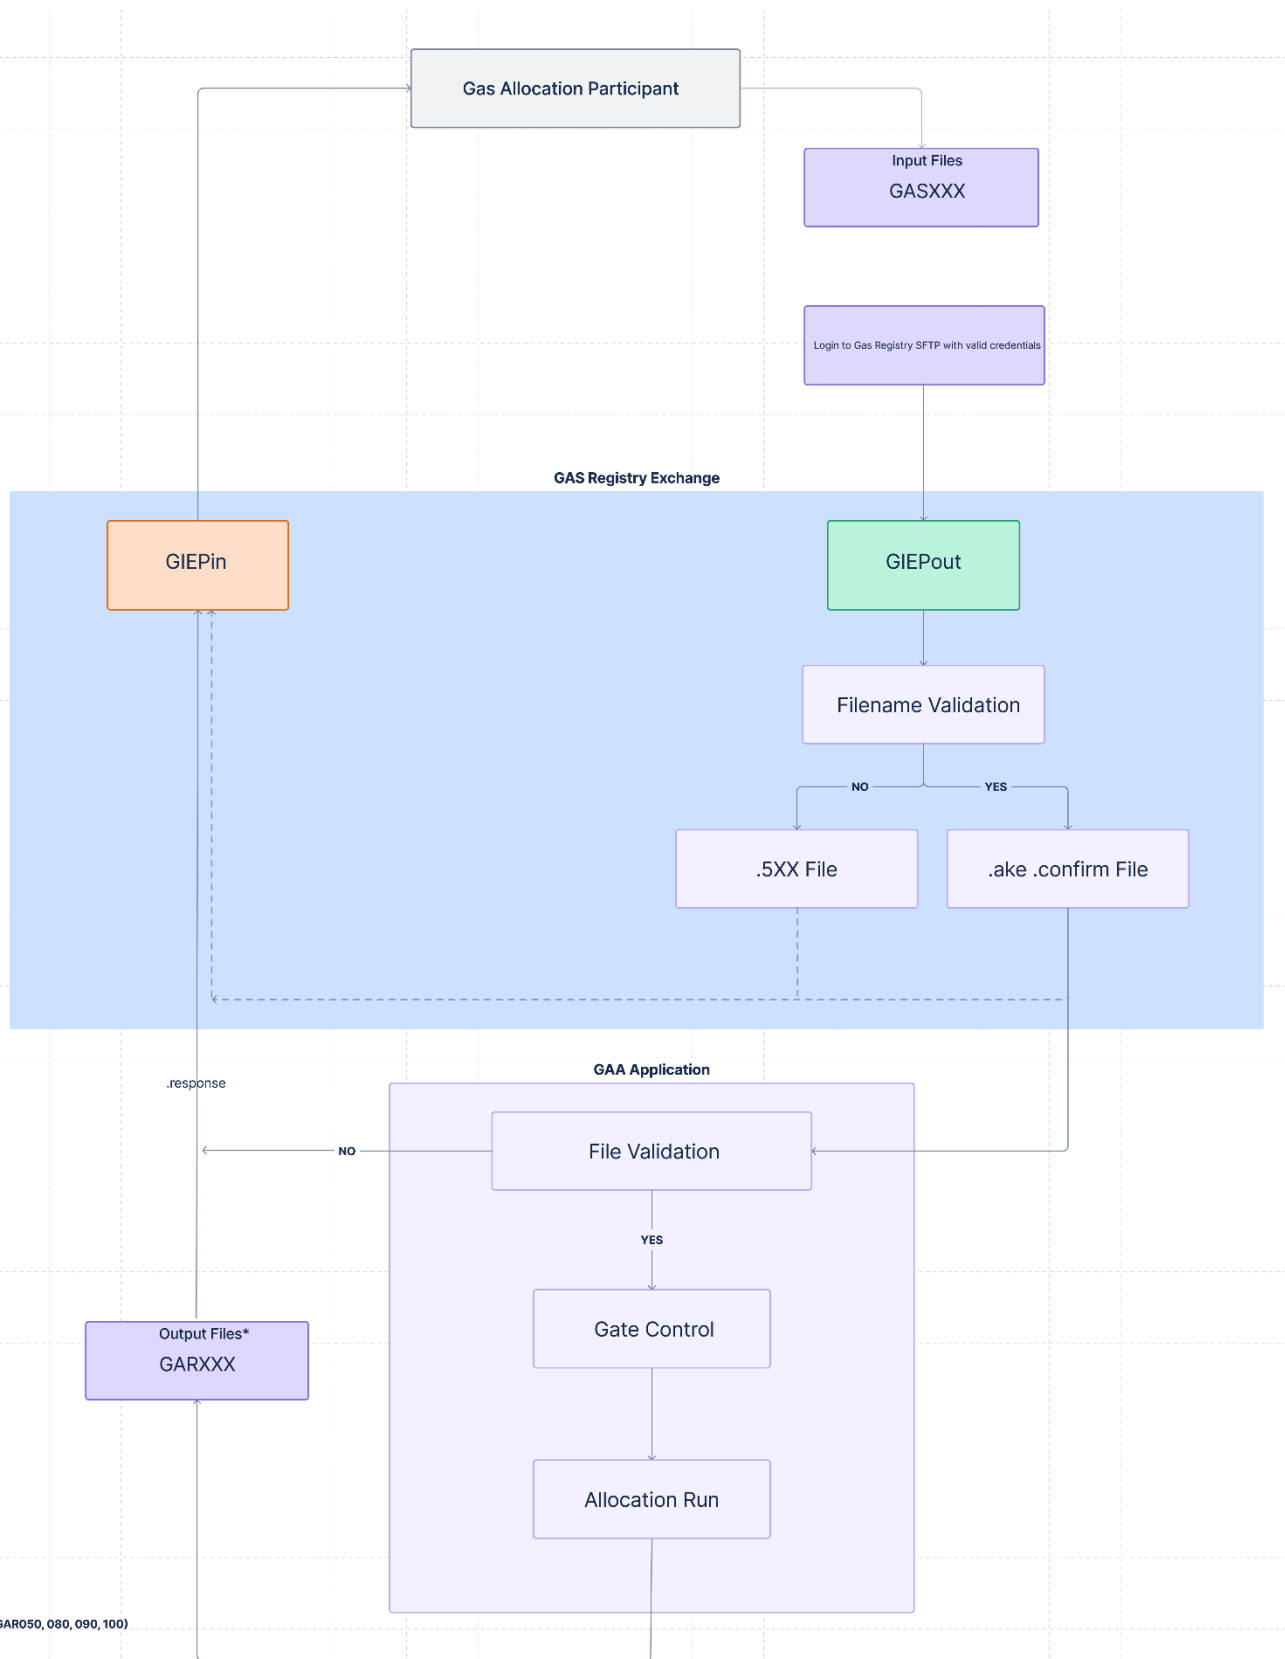 Gas Allocation Participant
Input Files
GASXXX
Login to Gas Registry SFTP with valid credentials
GAS Registry Exchange
GIEPin
GIEPout
Filename Validation
NO
YES
.5XX File
.ake .confirm File
GAA Application
.response
File Validation
NO
YES
Gate Control
Output Files*
GARXXX
Allocation Run
GAR050, 080, 090, 100)